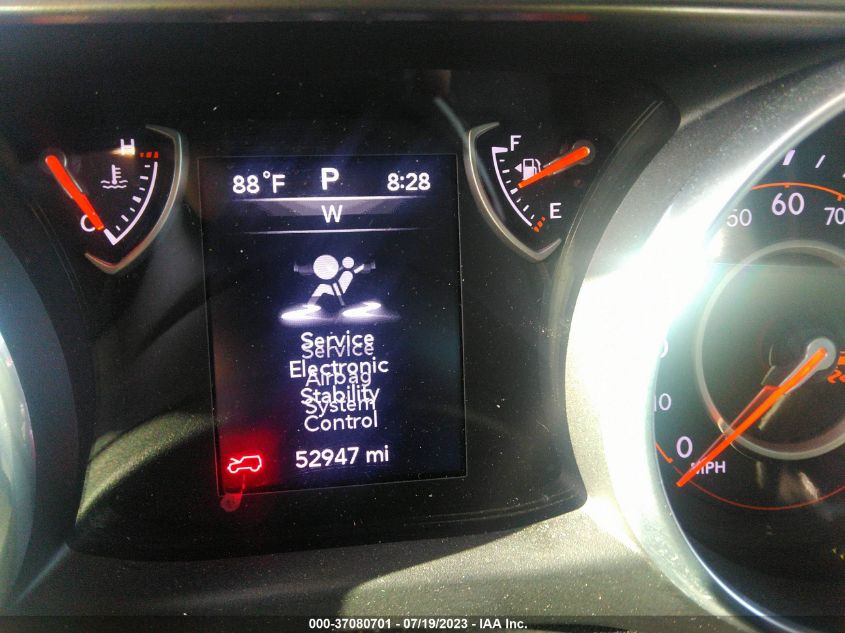 H
C
88°F P 8:28
W
Service
Service
Electronic
Airbag
Stability
System
Control
52947 mi
F
E
50 60 70
10
0
MPH
000-37080701 - 07/19/2023 - IAA Inc.